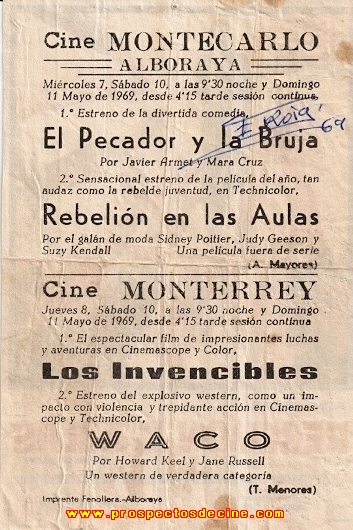 Cine MONTECARLO
ALBORAYA
Miércoles 7, Sábado 10, a las 9'30 noche y Domingo
11 Mayo de 1969, desde 4'15 tarde sesión contínua.
1.º Estreno de la divertida comedia,
El Pecador y la Bruja
69
Por Javier Armet y Mara Cruz
2.º Sensacional estreno de la película del año, tan
audaz como la rebelde juventud, en Technicolor,
Rebelión en las Aulas
Por el galán de moda Sidney Poitier, Judy Geeson y
Suzy Kendall Una película fuera de serie
(A. Mayores)
Cine MONTERREY
Jueves 8, Sábado 10, a las 9'30 noche y Domingo
11 Mayo de 1969, desde 4'15 tarde sesión contínua
1.º El espectacular film de impresionantes luchas
y aventuras en Cinemascope y Color,
Los Invencibles
2.º Estreno del explosivo western, como un im-
pacto con violencia y trepidante acción en Cinemas-
cope y Technicolor,
WACO
Por Howard Keel y Jane Russell
Un western de verdadera categoría
(T. Menores)
Imprenta Fenollera.-Alboraya
www.prospectosdecine.com